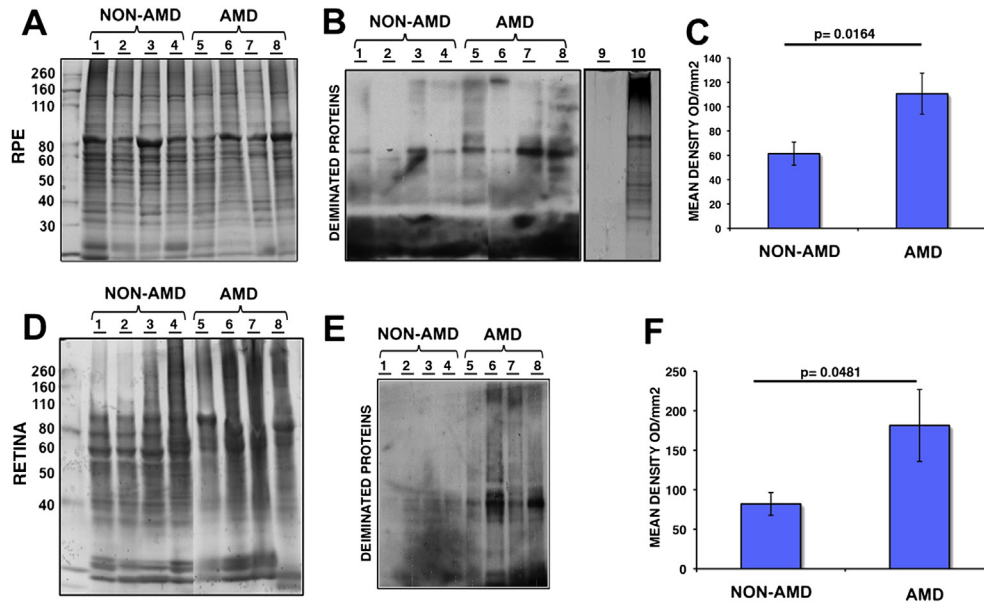 A
NON-AMD AMD
1 2 3 4 5 6 7 8
260
160
110
80
60
50
40
30
RPE
B
NON-AMD AMD
1 2 3 4 5 6 7 8 9 10
DEIMINATED PROTEINS
C
p= 0.0164
140
120
100
80
60
40
20
0
MEAN DENSITY OD/mm2
NON-AMD AMD
D
NON-AMD AMD
1 2 3 4 5 6 7 8
260
160
110
80
60
50
40
RETINA
E
NON-AMD AMD
1 2 3 4 5 6 7 8
DEIMINATED PROTEINS
F
p= 0.0481
250
200
150
100
50
0
MEAN DENSITY OD/mm2
NON-AMD AMD